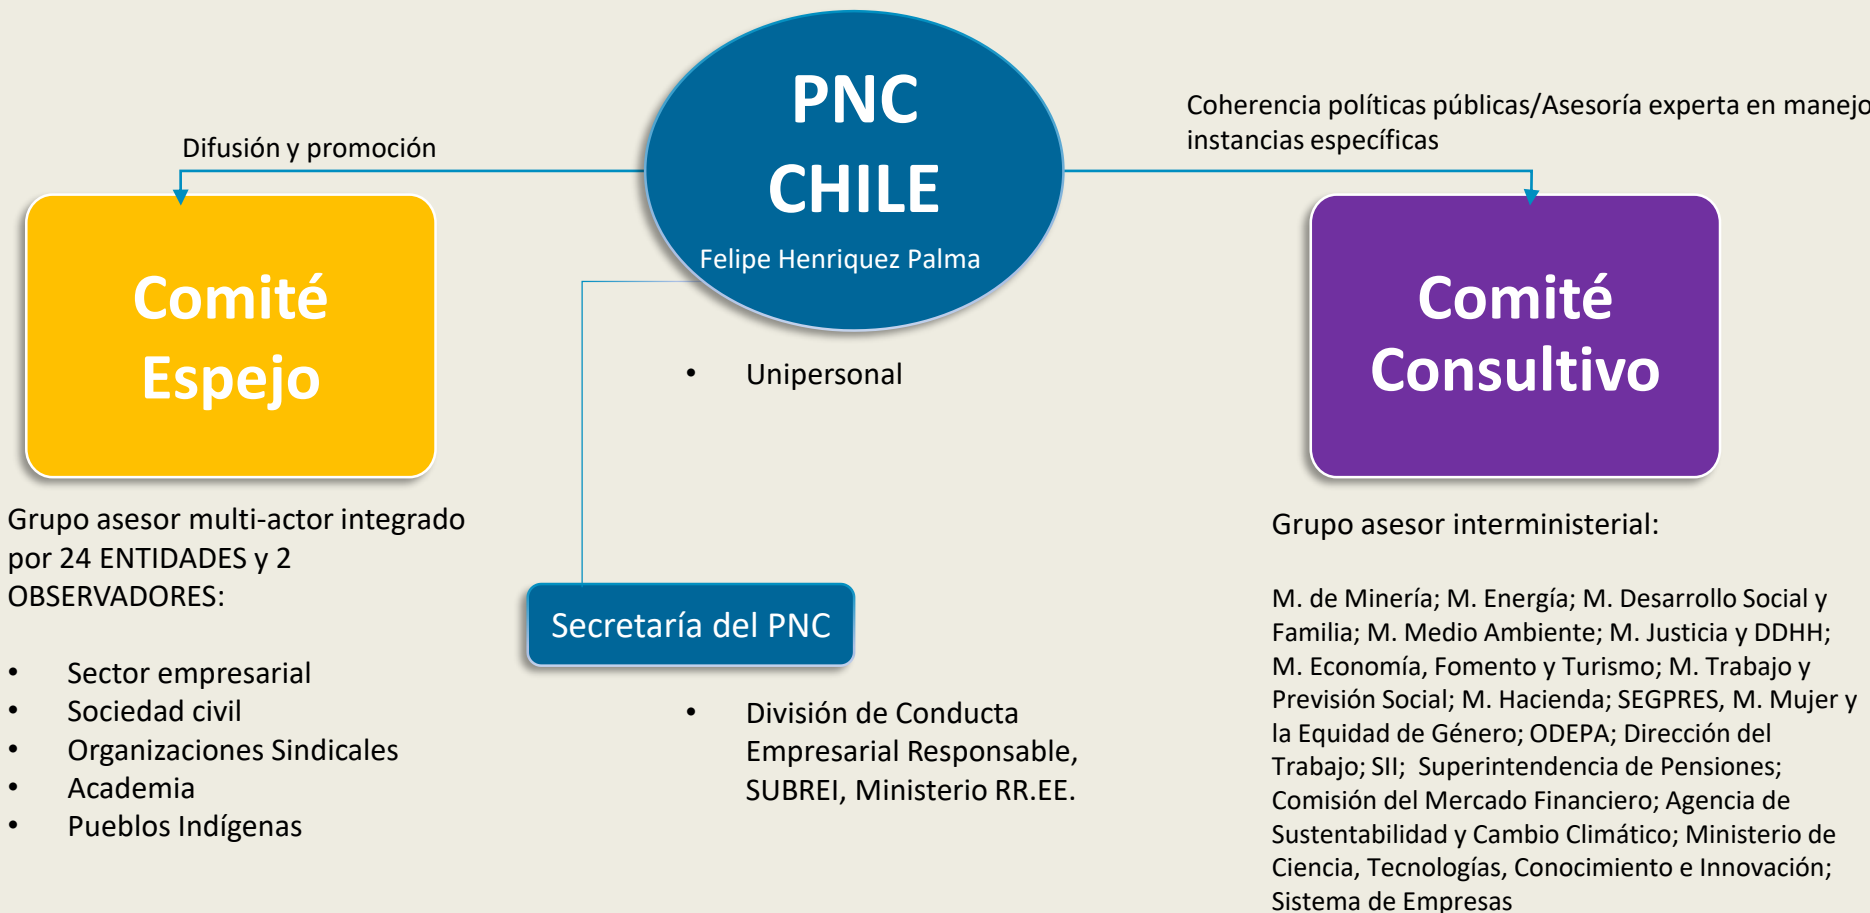 PNC
CHILE
Felipe Henriquez Palma
Difusión y promoción
Coherencia políticas públicas/Asesoría experta en manejo
instancias específicas
Comité
Espejo
• Unipersonal
Comité
Consultivo
Grupo asesor multi-actor integrado
por 24 ENTIDADES y 2
OBSERVADORES:
• Sector empresarial
• Sociedad civil
• Organizaciones Sindicales
• Academia
• Pueblos Indígenas
Secretaría del PNC
• División de Conducta
Empresarial Responsable,
SUBREI, Ministerio RR.EE.
Grupo asesor interministerial:
M. de Minería; M. Energía; M. Desarrollo Social y
Familia; M. Medio Ambiente; M. Justicia y DDHH;
M. Economía, Fomento y Turismo; M. Trabajo y
Previsión Social; M. Hacienda; SEGPRES, M. Mujer y
la Equidad de Género; ODEPA; Dirección del
Trabajo; SII;  Superintendencia de Pensiones;
Comisión del Mercado Financiero; Agencia de
Sustentabilidad y Cambio Climático; Ministerio de
Ciencia, Tecnologías, Conocimiento e Innovación;
Sistema de Empresas